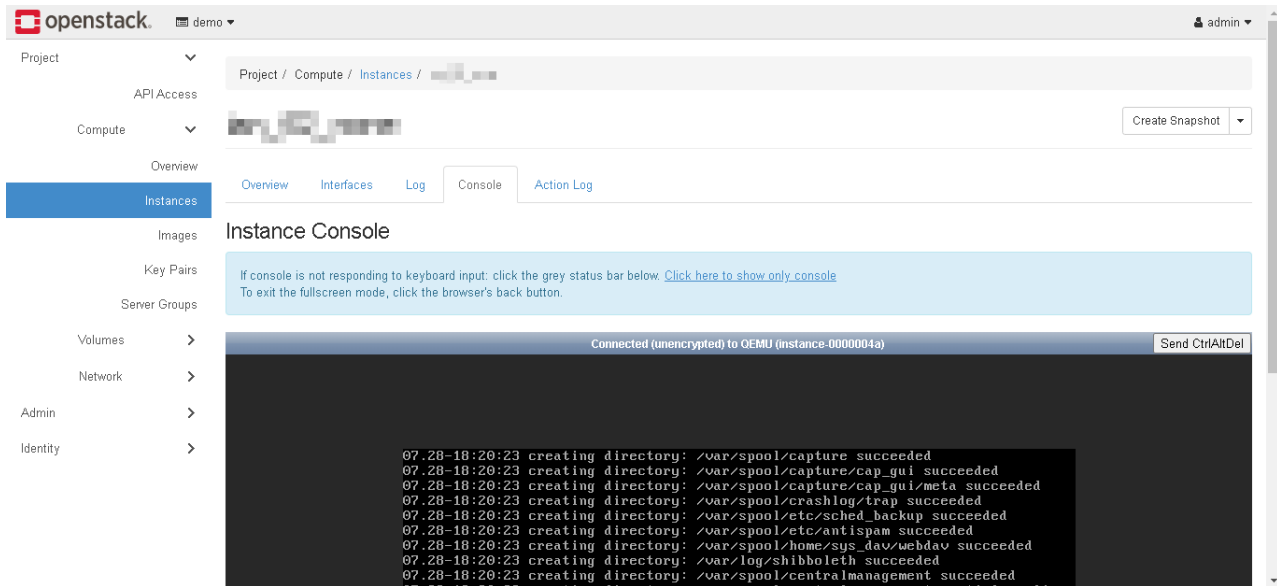 openstack. demo admin
Project
API Access
Compute
Overview
Instances
Images
Key Pairs
Server Groups
Volumes
Network
Admin
Identity
Project / Compute / Instances /
Create Snapshot
Overview Interfaces Log Console Action Log
Instance Console
If console is not responding to keyboard input: click the grey status bar below. Click here to show only console
To exit the fullscreen mode, click the browser's back button.
Connected (unencrypted) to QEMU (instance-0000004a) Send CtrlAltDel
07.28-18:20:23 creating directory: /var/spool/capture succeeded
07.28-18:20:23 creating directory: /var/spool/capture/cap_gui succeeded
07.28-18:20:23 creating directory: /var/spool/capture/cap_gui/meta succeeded
07.28-18:20:23 creating directory: /var/spool/crashlog/trap succeeded
07.28-18:20:23 creating directory: /var/spool/etc/sched_backup succeeded
07.28-18:20:23 creating directory: /var/spool/etc/antispam succeeded
07.28-18:20:23 creating directory: /var/spool/home/sys_dav/webdav succeeded
07.28-18:20:23 creating directory: /var/log/shibboleth succeeded
07.28-18:20:23 creating directory: /var/spool/centralmanagement succeeded